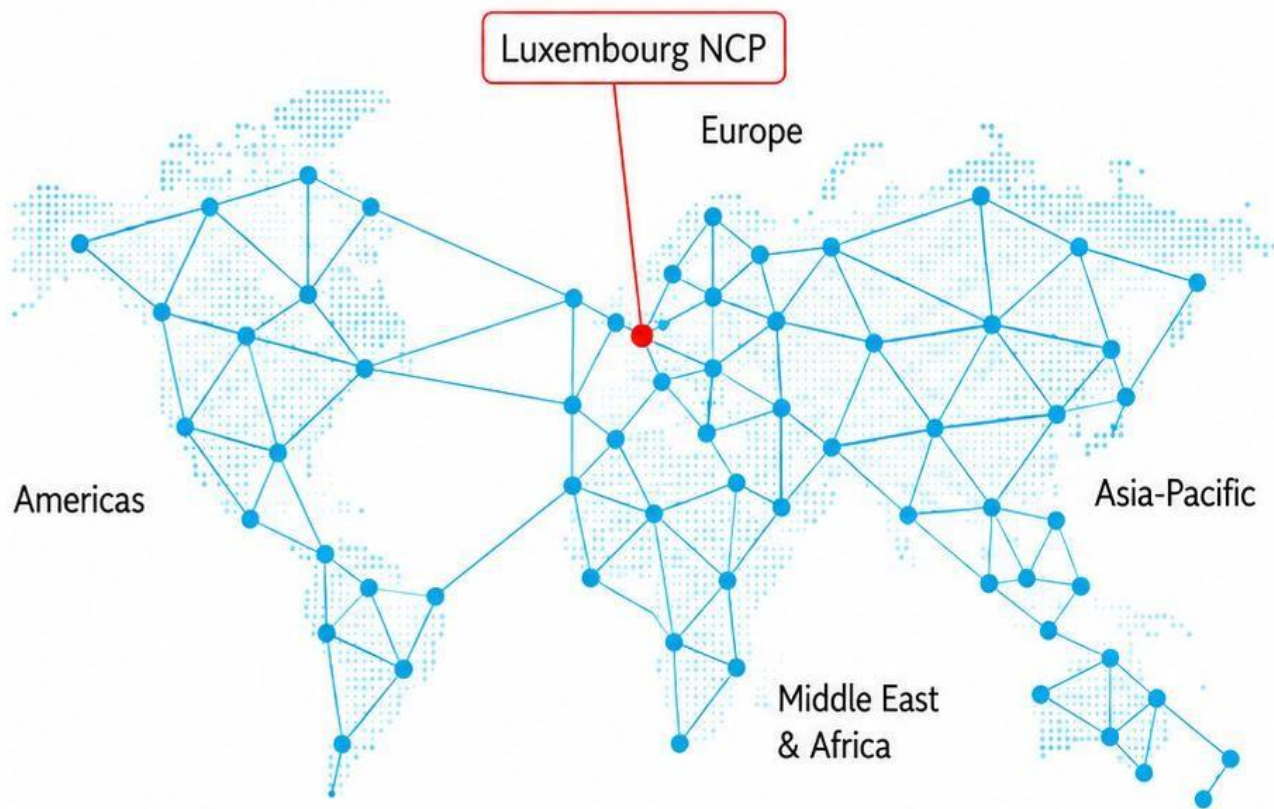 Luxembourg NCP
Europe
Americas
Asia-Pacific
Middle East
& Africa